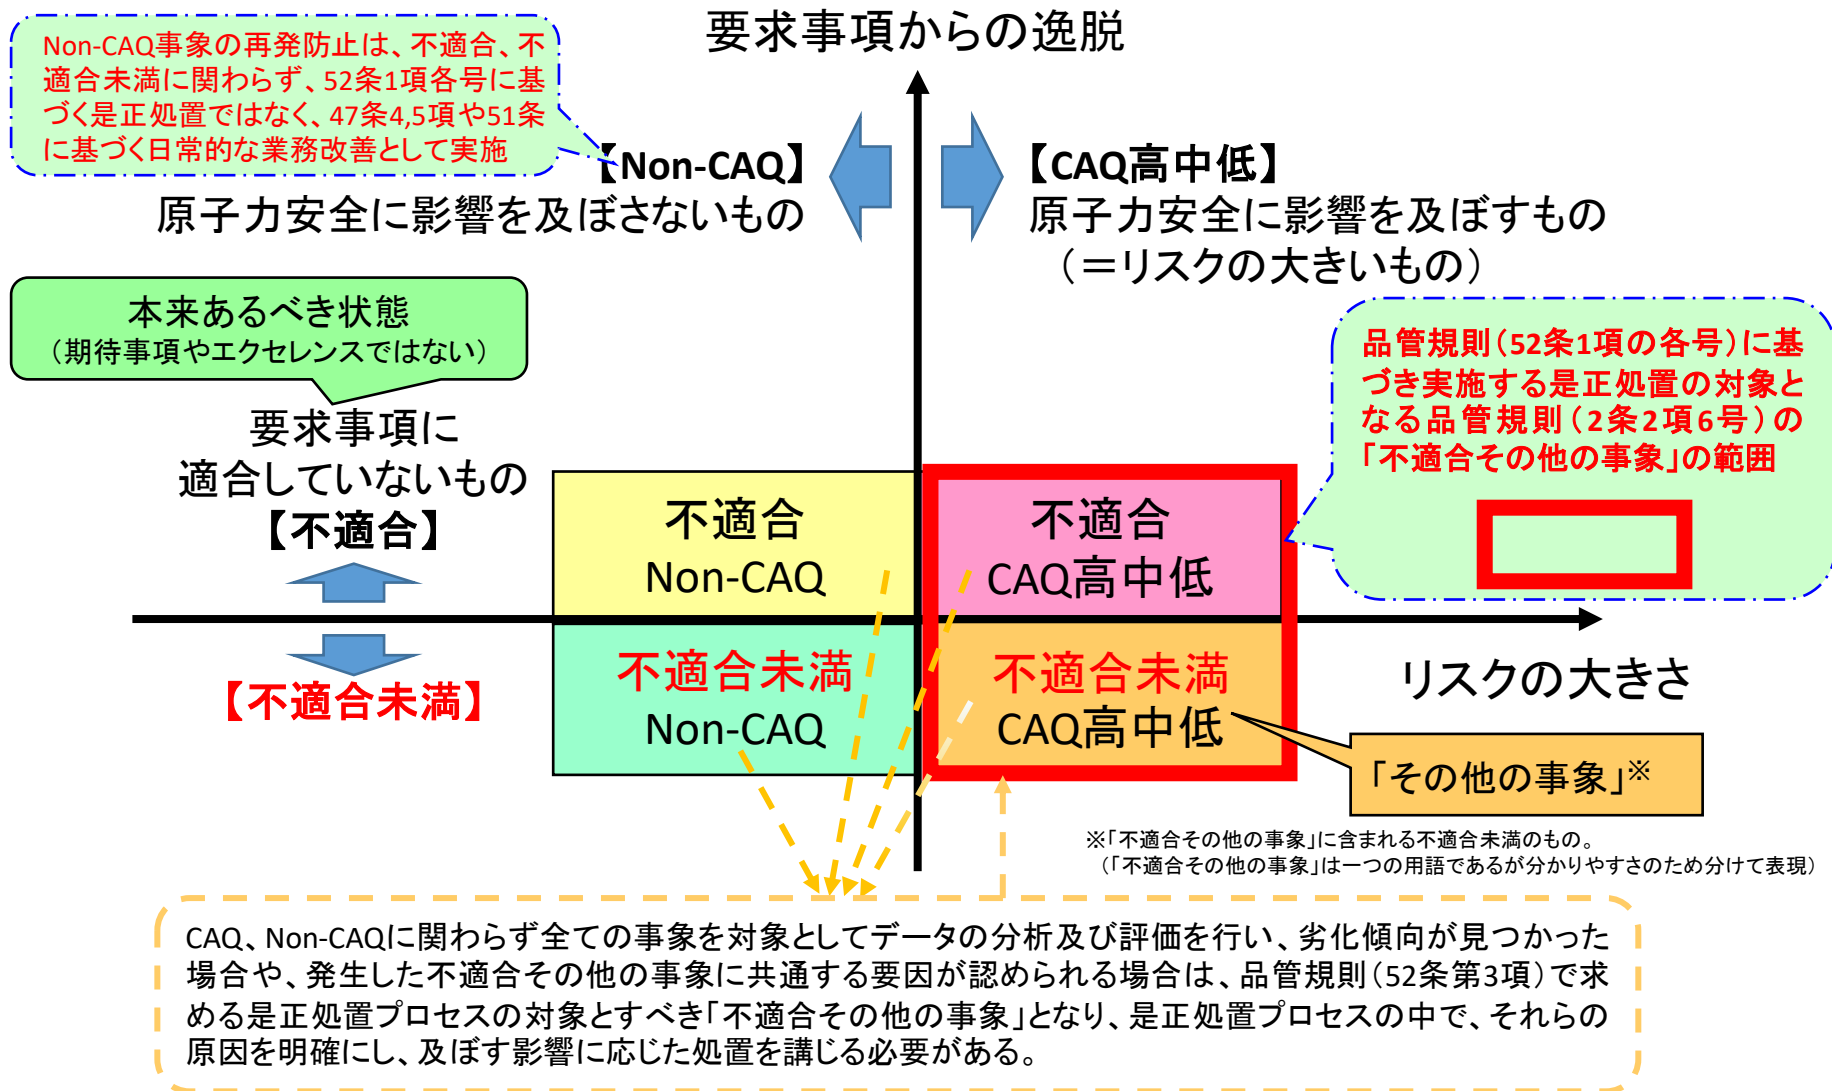 要求事項からの逸脱
Non-CAQ事象の再発防止は、不適合、不
適合未満に関わらず、52条1項各号に基
づく是正処置ではなく、47条4,5項や51条
に基づく日常的な業務改善として実施
【Non-CAQ】
原子力安全に影響を及ぼさないもの
【CAQ高中低】
原子力安全に影響を及ぼすもの
（＝リスクの大きいもの）
本来あるべき状態
（期待事項やエクセレンスではない）
要求事項に
適合していないもの
【不適合】
【不適合未満】
品管規則（52条1項の各号）に基
づき実施する是正処置の対象と
なる品管規則（2条2項6号）の
「不適合その他の事象」の範囲
不適合
Non-CAQ
不適合
CAQ高中低
不適合未満
Non-CAQ
不適合未満
CAQ高中低
リスクの大きさ
「その他の事象」※
※「不適合その他の事象」に含まれる不適合未満のもの。
（「不適合その他の事象」は一つの用語であるが分かりやすさのため分けて表現）
CAQ、Non-CAQに関わらず全ての事象を対象としてデータの分析及び評価を行い、劣化傾向が見つかった
場合や、発生した不適合その他の事象に共通する要因が認められる場合は、品管規則（52条第3項）で求
める是正処置プロセスの対象とすべき「不適合その他の事象」となり、是正処置プロセスの中で、それらの
原因を明確にし、及ぼす影響に応じた処置を講じる必要がある。